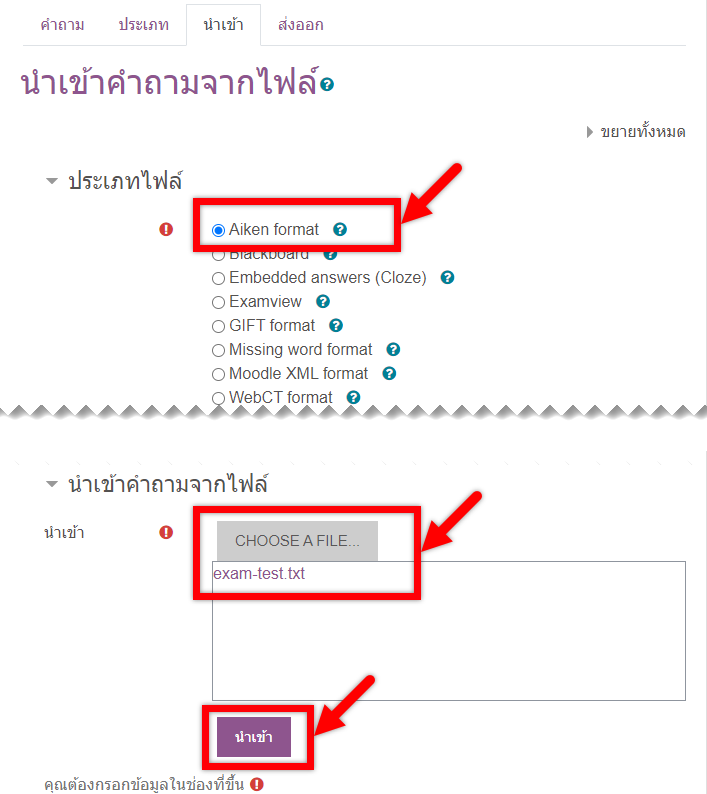 คำถาม ประเภท นำเข้า ส่งออก
นำเข้าคำถามจากไฟล์
ขยายทั้งหมด
ประเภทไฟล์
Aiken format
Blackboard
Embedded answers (Cloze)
Examview
GIFT format
Missing word format
Moodle XML format
WebCT format
นำเข้าคำถามจากไฟล์
นำเข้า CHOOSE A FILE...
exam-test.txt
นำเข้า
คุณต้องกรอกข้อมูลในช่องที่ขึ้น